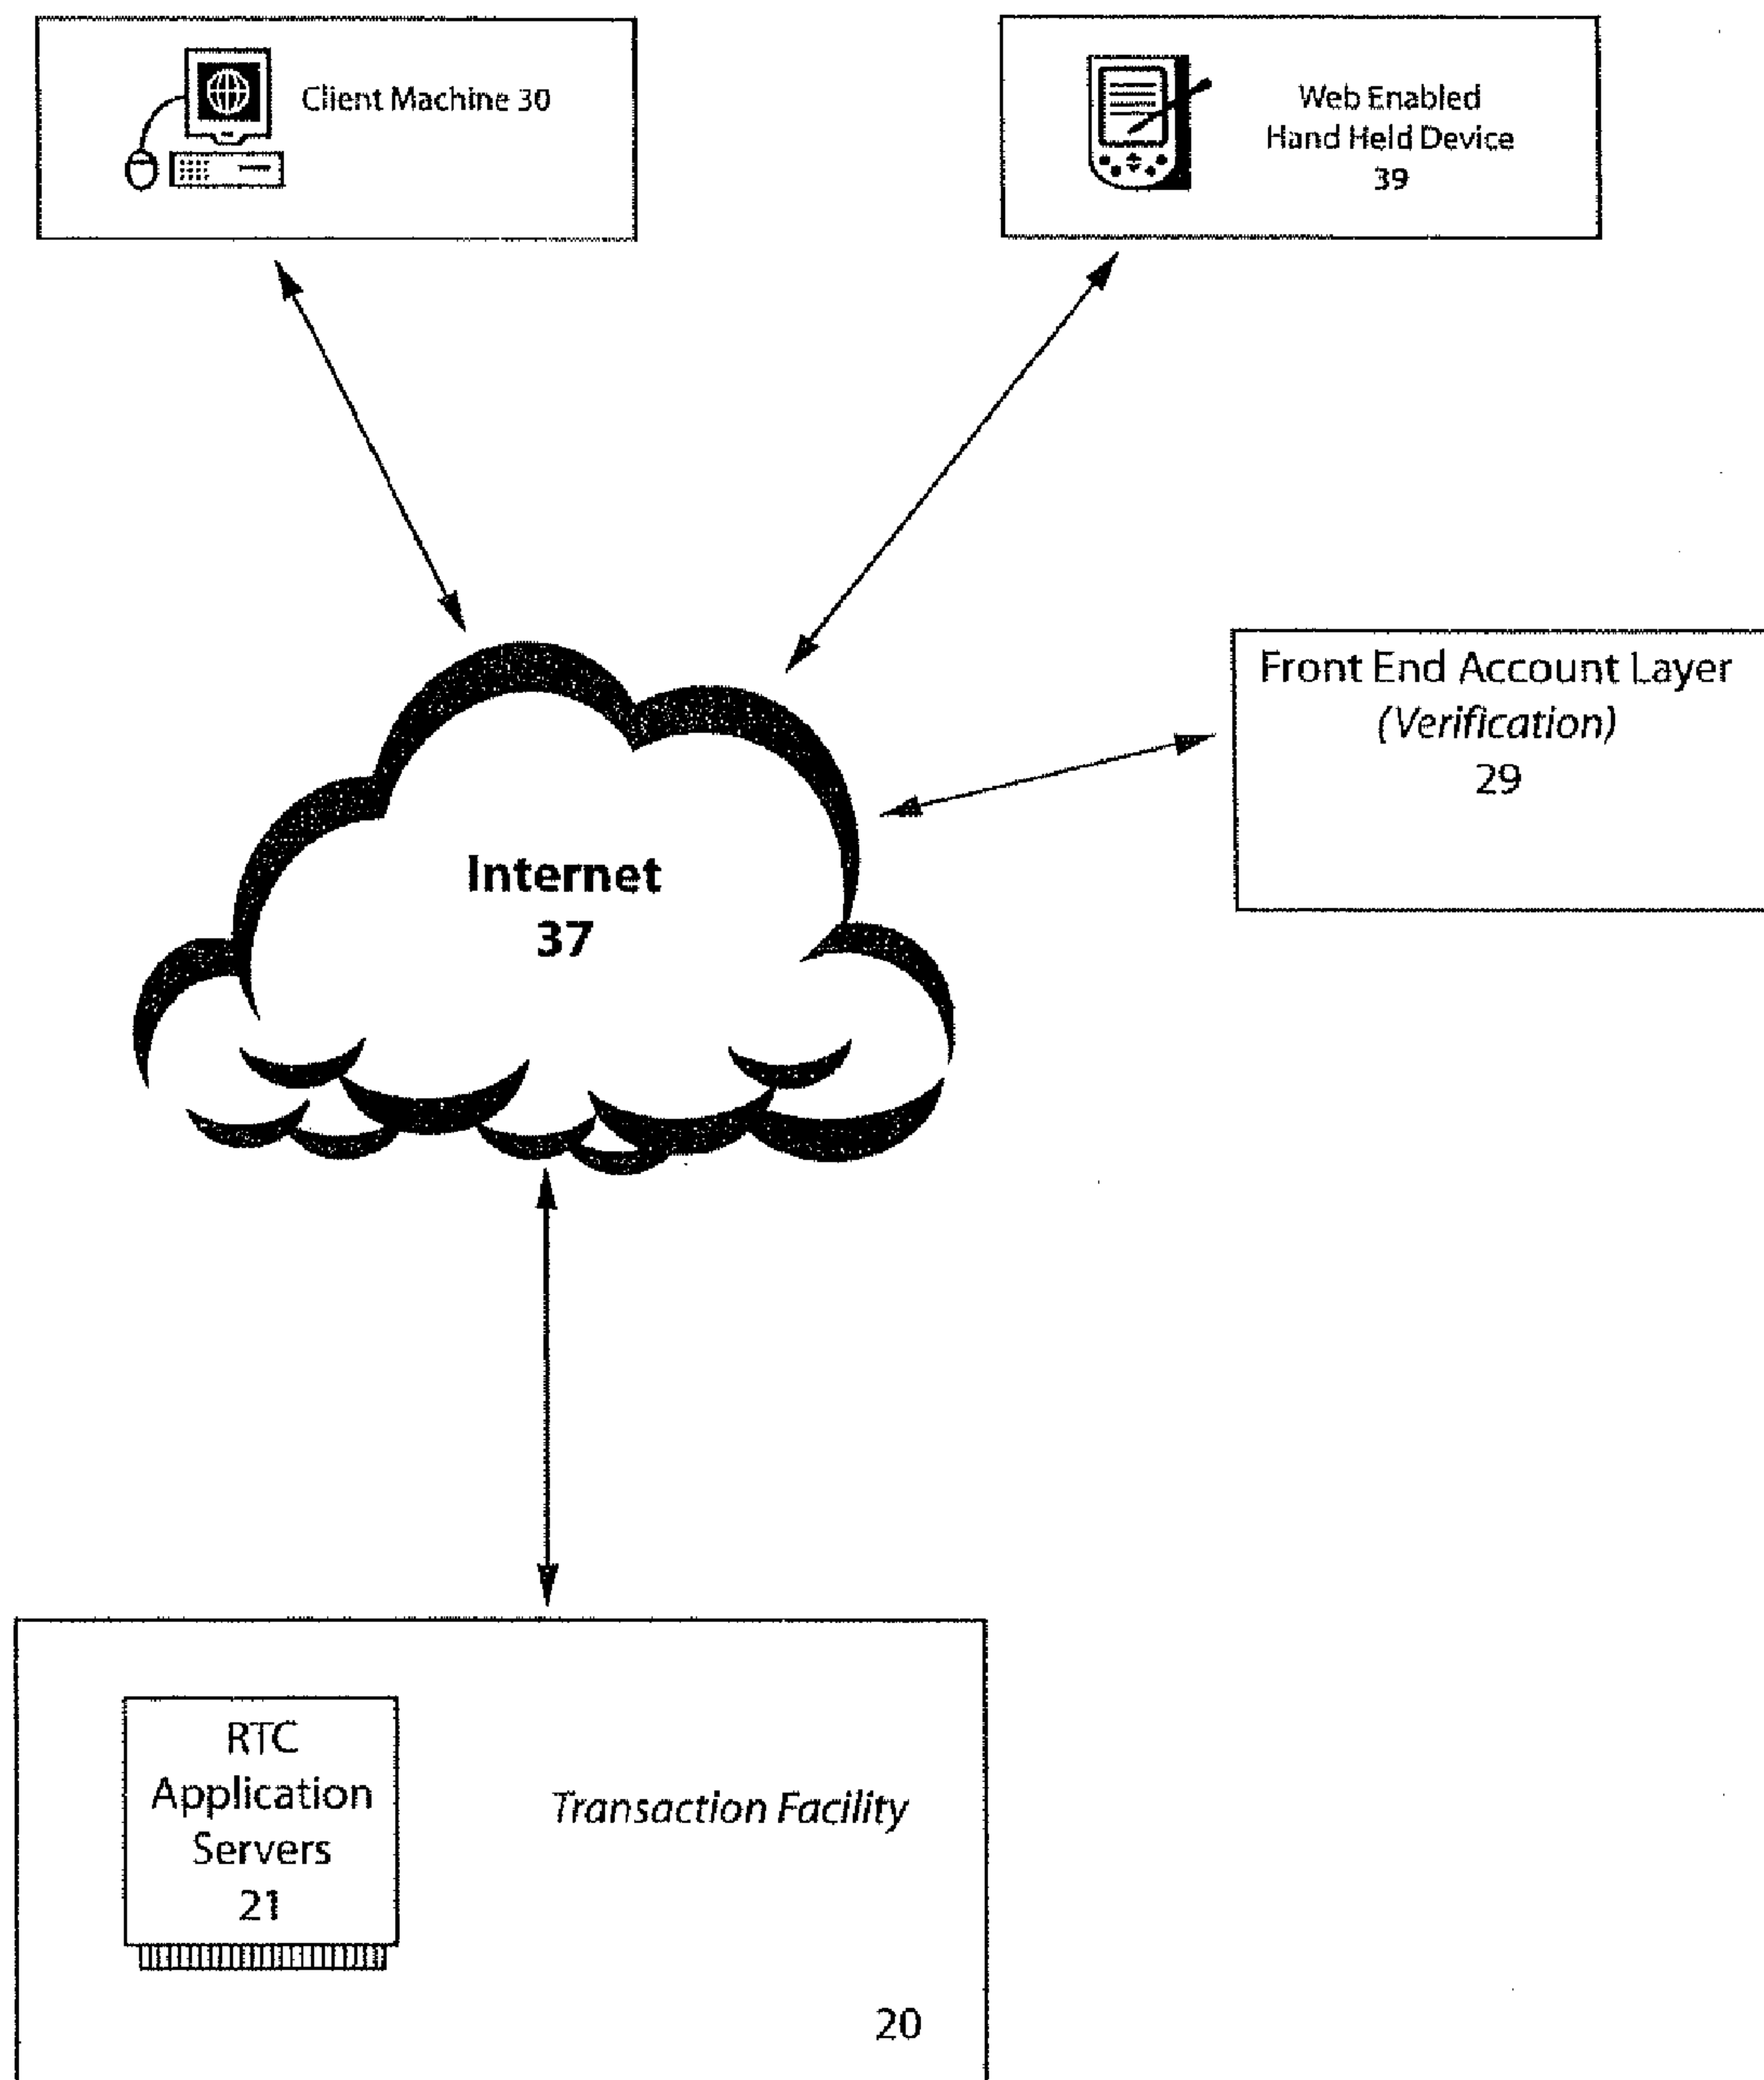 Client Machine 30
Web Enabled
Hand Held Device
39
Front End Account Layer
(Verification)
29
Internet
37
RTC
Application
Servers
21
Transaction Facility
20